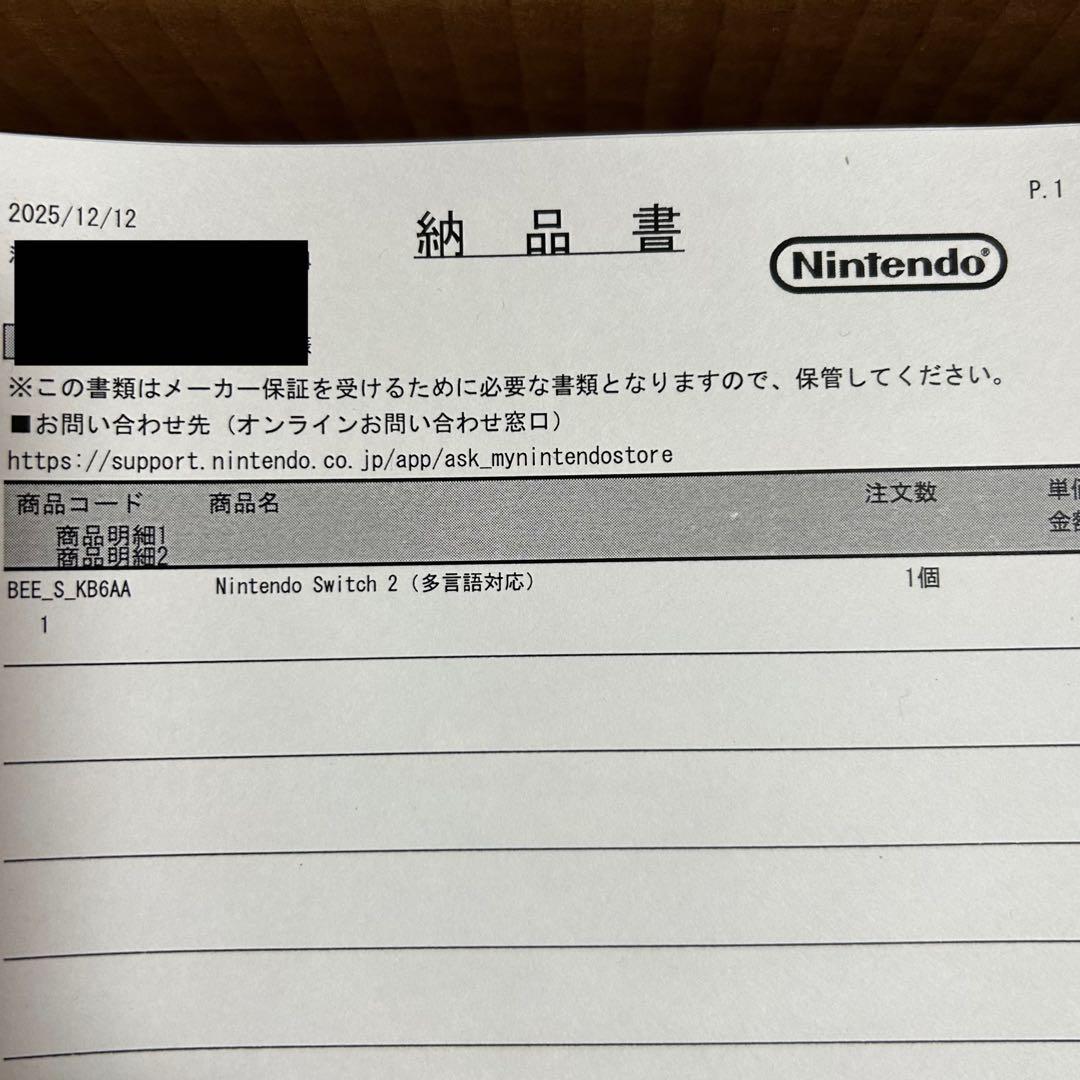 P.1
2025/12/12
納品書
Nintendo®
※この書類はメーカー保証を受けるために必要な書類となりますので、保管してください。
■お問い合わせ先（オンラインお問い合わせ窓口）
https://support.nintendo.co.jp/app/ask_mynintendostore
商品コード 商品名 注文数 単
商品明細1 金
商品明細2
BEE_S_KB6AA Nintendo Switch 2（多言語対応） 1個
1